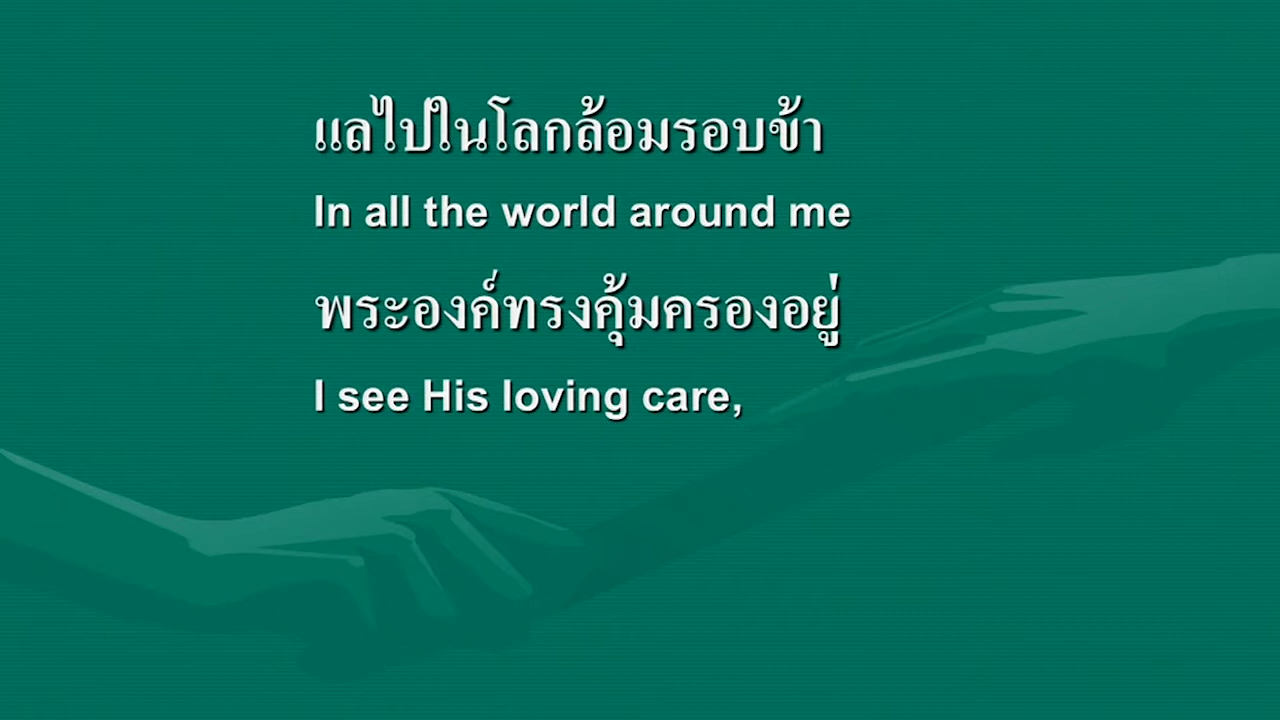 แลไปในโลกล้อมรอบข้า
In all the world around me
พระองค์ทรงคุ้มครองอยู่
I see His loving care,